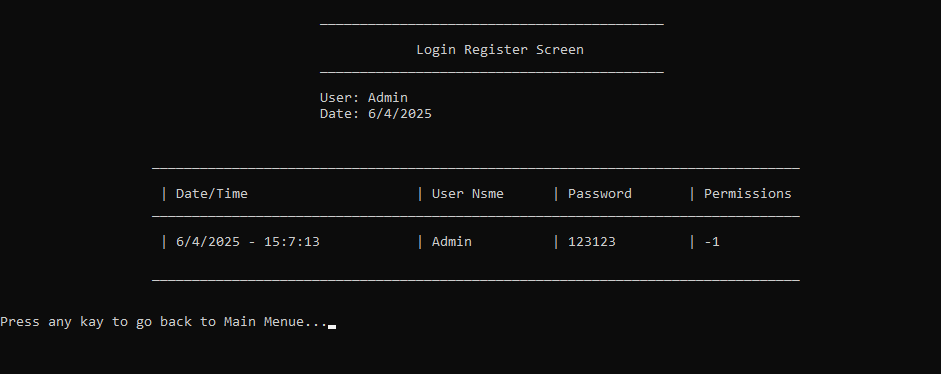 Login Register Screen
User: Admin
Date: 6/4/2025
| Date/Time | User Nsme | Password | Permissions
| 6/4/2025 - 15:7:13 | Admin | 123123 | -1
Press any kay to go back to Main Menue...